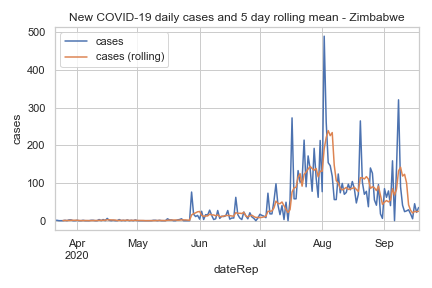 New COVID-19 daily cases and 5 day rolling mean - Zimbabwe
cases
cases (rolling)
500
400
300
200
100
0
cases
Apr May Jun Jul Aug Sep
2020
dateRep